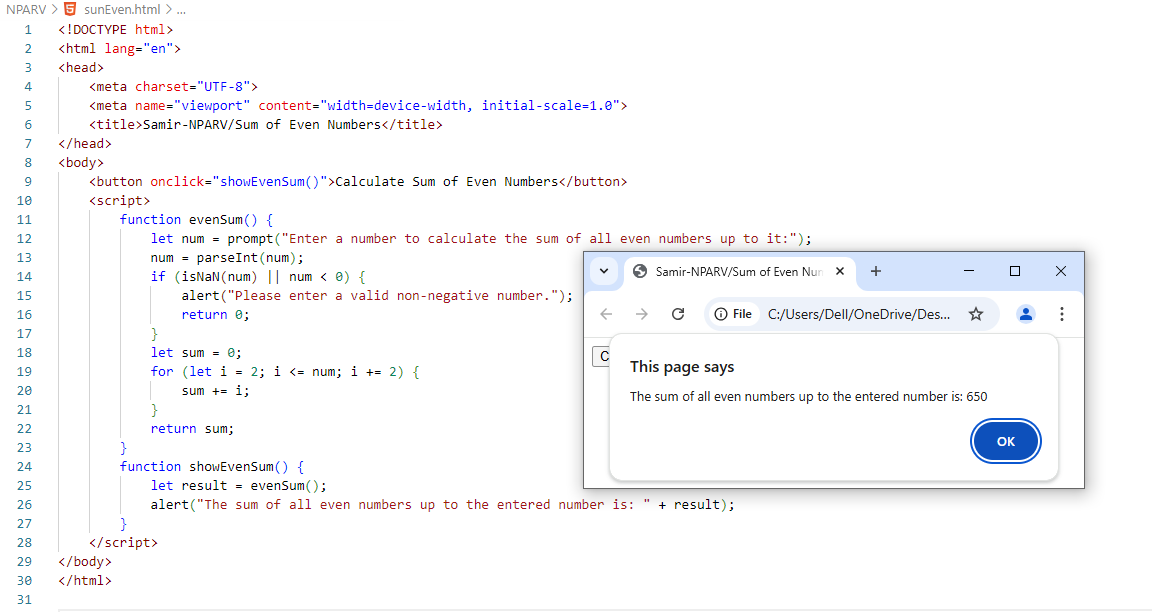 NPARV > sunEven.html > ...
1 <!DOCTYPE html>
2 <html lang="en">
3 <head>
4     <meta charset="UTF-8">
5     <meta name="viewport" content="width=device-width, initial-scale=1.0">
6     <title>Samir-NPARV/Sum of Even Numbers</title>
7 </head>
8 <body>
9     <button onclick="showEvenSum()">Calculate Sum of Even Numbers</button>
10     <script>
11         function evenSum() {
12             let num = prompt("Enter a number to calculate the sum of all even numbers up to it:");
13             num = parseInt(num);
14             if (isNaN(num) || num < 0) {
15                 alert("Please enter a valid non-negative number.");
16                 return 0;
17             }
18             let sum = 0;
19             for (let i = 2; i <= num; i += 2) {
20                 sum += i;
21             }
22             return sum;
23         }
24         function showEvenSum() {
25             let result = evenSum();
26             alert("The sum of all even numbers up to the entered number is: " + result);
27         }
28     </script>
29 </body>
30 </html>
31
Samir-NPARV/Sum of Even Nun
File C:/Users/Dell/OneDrive/Des...
C
This page says
The sum of all even numbers up to the entered number is: 650
OK